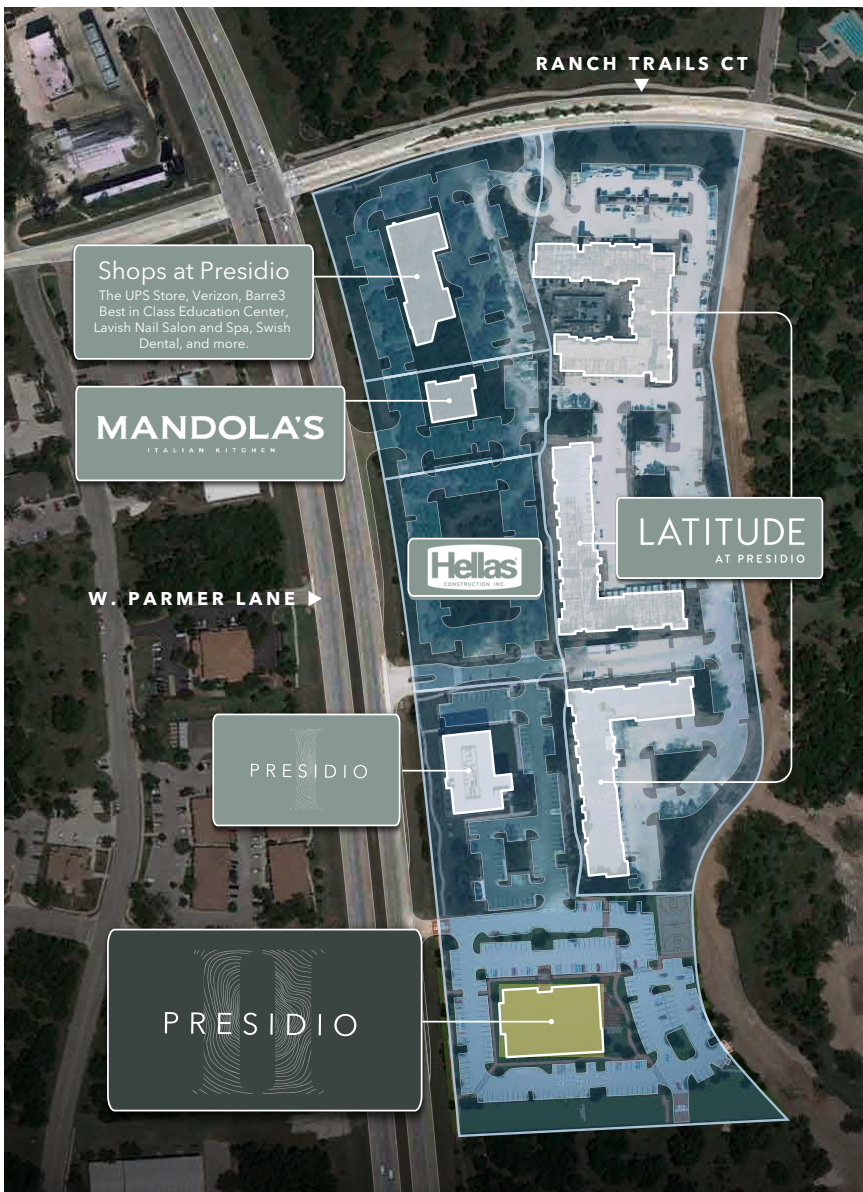 RANCH TRAILS CT
Shops at Presidio
The UPS Store, Verizon, Barre3
Best in Class Education Center,
Lavish Nail Salon and Spa, Swish
Dental, and more.
MANDOLA'S
ITALIAN KITCHEN
LATITUDE
AT PRESIDIO
Hellas
CONSTRUCTION INC.
W. PARMER LANE
PRESIDIO
PRESIDIO